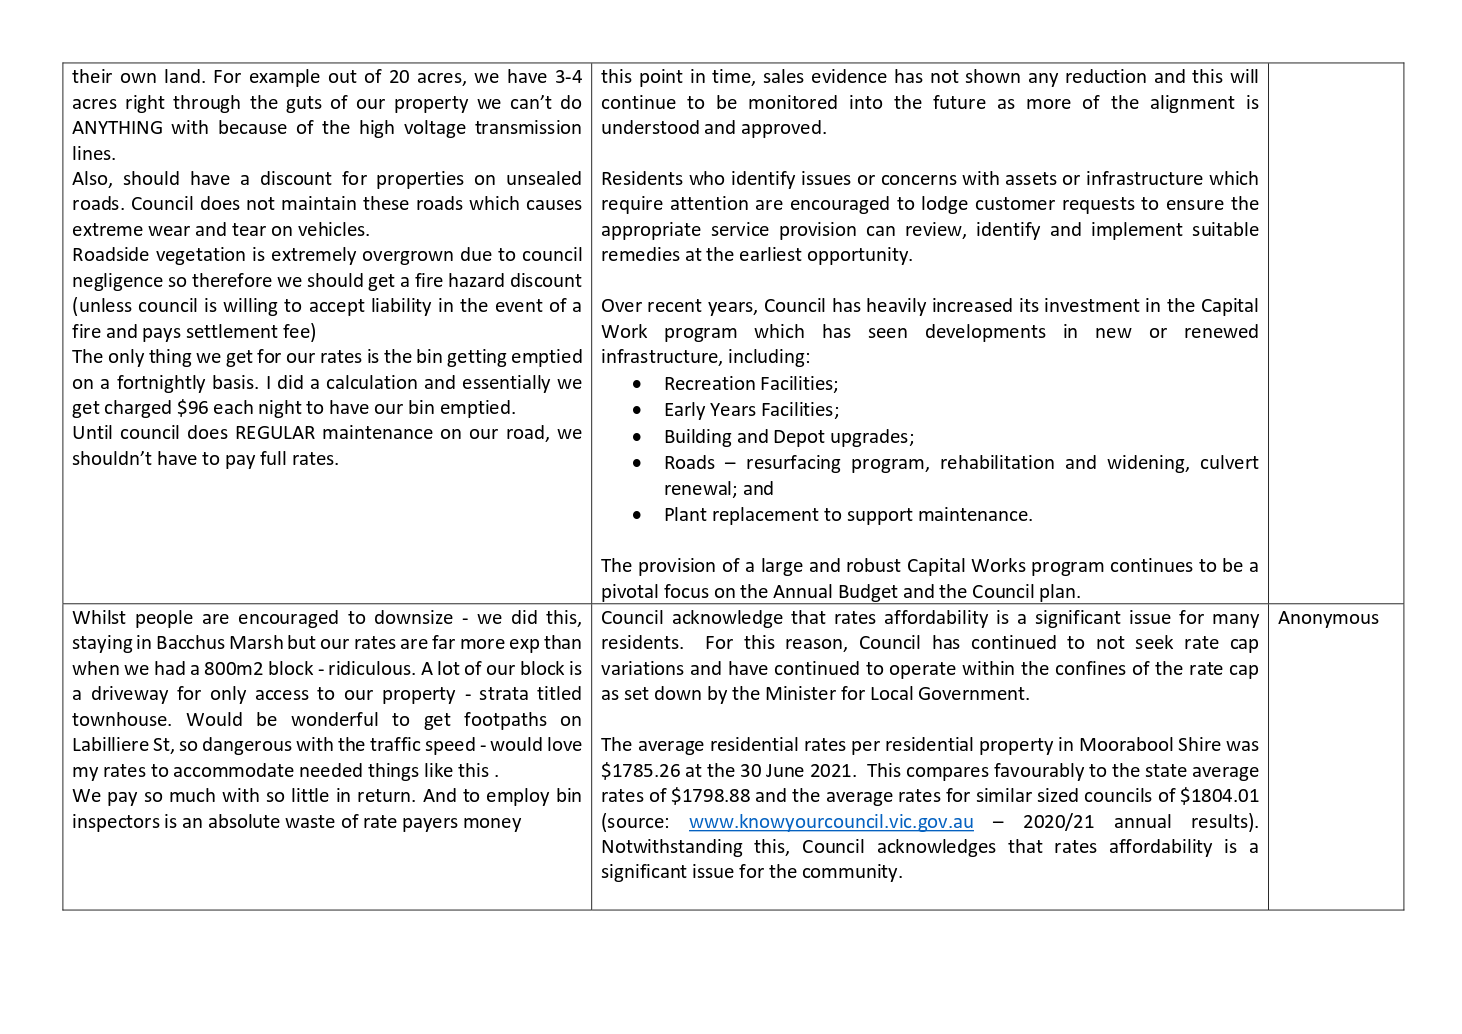 their own land. For example out of 20 acres, we have 3-4
acres right through the guts of our property we can’t do
ANYTHING with because of the high voltage transmission
lines.
Also, should have a discount for properties on unsealed
roads. Council does not maintain these roads which causes
extreme wear and tear on vehicles.
Roadside vegetation is extremely overgrown due to council
negligence so therefore we should get a fire hazard discount
(unless council is willing to accept liability in the event of a
fire and pays settlement fee)
The only thing we get for our rates is the bin getting emptied
on a fortnightly basis. I did a calculation and essentially we
get charged $96 each night to have our bin emptied.
Until council does REGULAR maintenance on our road, we
shouldn’t have to pay full rates.
this point in time, sales evidence has not shown any reduction and this will
continue to be monitored into the future as more of the alignment is
understood and approved.
Residents who identify issues or concerns with assets or infrastructure which
require attention are encouraged to lodge customer requests to ensure the
appropriate service provision can review, identify and implement suitable
remedies at the earliest opportunity.
Over recent years, Council has heavily increased its investment in the Capital
Work program which has seen developments in new or renewed
infrastructure, including:
• Recreation Facilities;
• Early Years Facilities;
• Building and Depot upgrades;
• Roads – resurfacing program, rehabilitation and widening, culvert
renewal; and
• Plant replacement to support maintenance.
The provision of a large and robust Capital Works program continues to be a
pivotal focus on the Annual Budget and the Council plan.
Whilst people are encouraged to downsize - we did this,
staying in Bacchus Marsh but our rates are far more exp than
when we had a 800m2 block - ridiculous. A lot of our block is
a driveway for only access to our property - strata titled
townhouse. Would be wonderful to get footpaths on
Labilliere St, so dangerous with the traffic speed - would love
my rates to accommodate needed things like this .
We pay so much with so little in return. And to employ bin
inspectors is an absolute waste of rate payers money
Council acknowledge that rates affordability is a significant issue for many
residents.  For this reason, Council has continued to not seek rate cap
variations and have continued to operate within the confines of the rate cap
as set down by the Minister for Local Government.
The average residential rates per residential property in Moorabool Shire was
$1785.26 at the 30 June 2021.  This compares favourably to the state average
rates of $1798.88 and the average rates for similar sized councils of $1804.01
(source: www.knowyourcouncil.vic.gov.au – 2020/21 annual results).
Notwithstanding this, Council acknowledges that rates affordability is a
significant issue for the community.
Anonymous